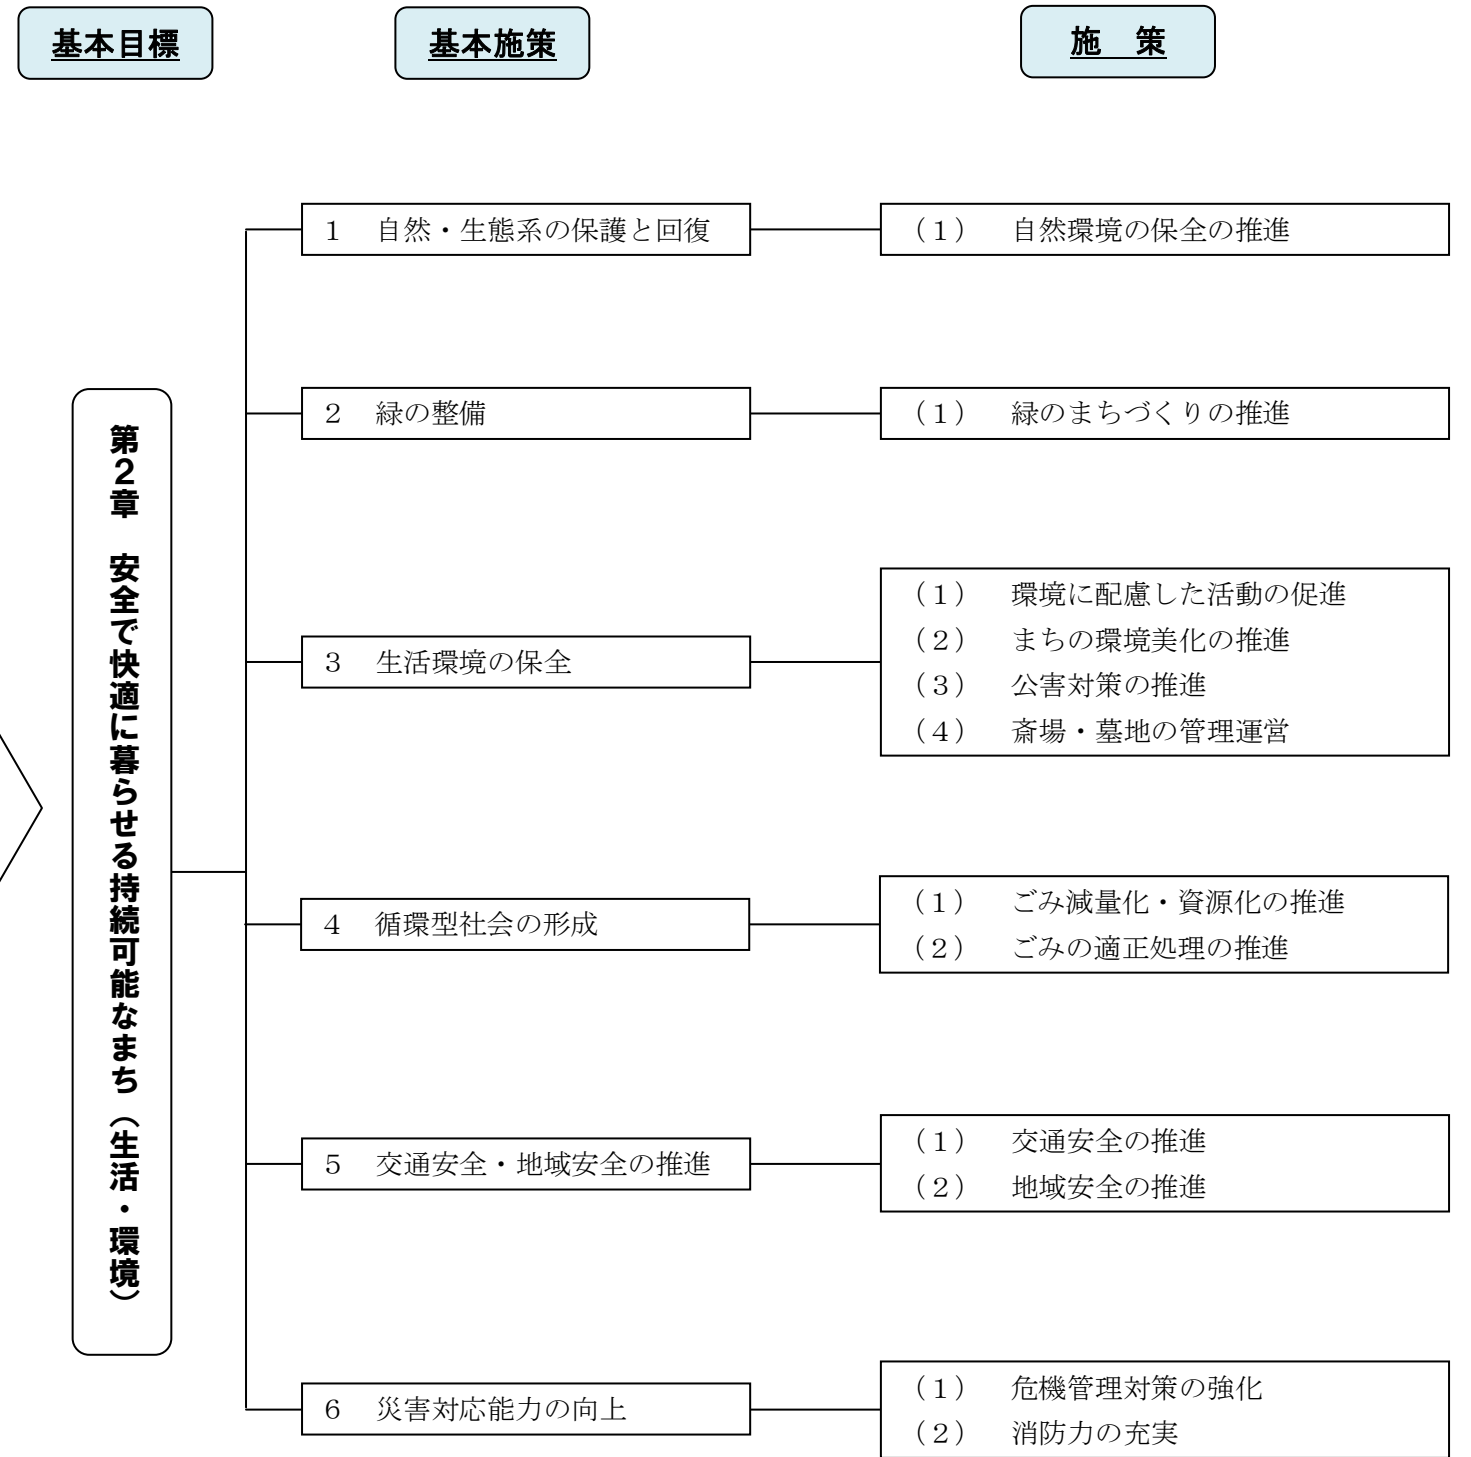 基本目標
基本施策
施　策
第２章　安全で快適に暮らせる持続可能なまち（生活・環境）
１　自然・生態系の保護と回復
（１）　自然環境の保全の推進
２　緑の整備
（１）　緑のまちづくりの推進
３　生活環境の保全
（１）　環境に配慮した活動の促進
（２）　まちの環境美化の推進
（３）　公害対策の推進
（４）　斎場・墓地の管理運営
４　循環型社会の形成
（１）　ごみ減量化・資源化の推進
（２）　ごみの適正処理の推進
５　交通安全・地域安全の推進
（１）　交通安全の推進
（２）　地域安全の推進
６　災害対応能力の向上
（１）　危機管理対策の強化
（２）　消防力の充実